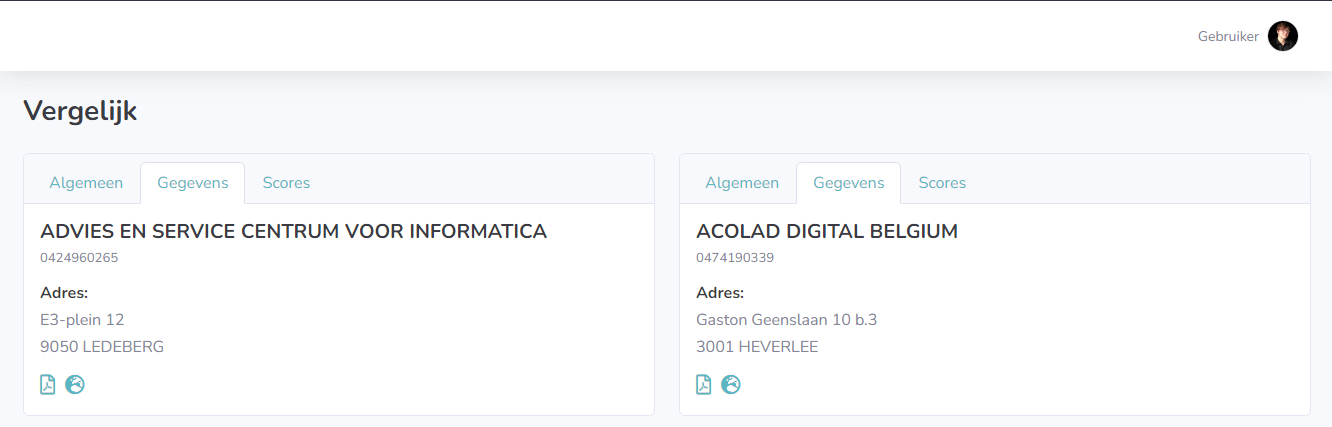 Gebruiker
Vergelijk
Algemeen Gegevens Scores
ADVIES EN SERVICE CENTRUM VOOR INFORMATICA
0424960265
Adres:
E3-plein 12
9050 LEDEBERG
Algemeen Gegevens Scores
ACOLAD DIGITAL BELGIUM
0474190339
Adres:
Gaston Geenslaan 10 b.3
3001 HEVERLEE